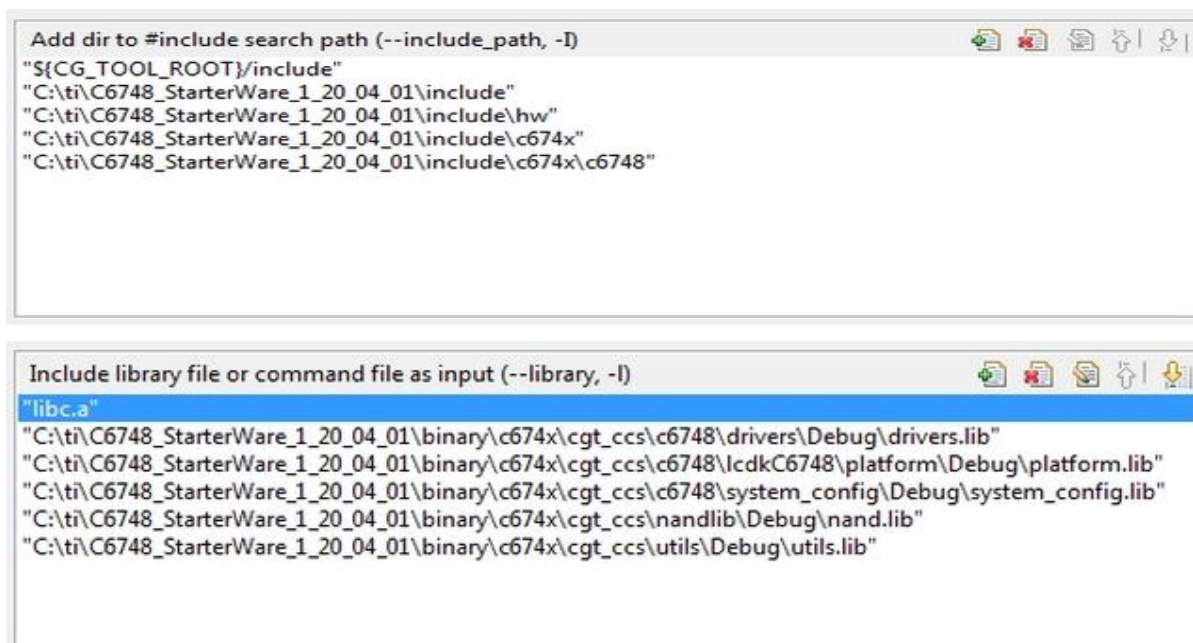 Add dir to #include search path (--include_path, -I)
"${CG_TOOL_ROOT}/include"
"C:\ti\C6748_StarterWare_1_20_04_01\include"
"C:\ti\C6748_StarterWare_1_20_04_01\include\hw"
"C:\ti\C6748_StarterWare_1_20_04_01\include\c674x"
"C:\ti\C6748_StarterWare_1_20_04_01\include\c674x\c6748"
Include library file or command file as input (--library, -l)
"libc.a"
"C:\ti\C6748_StarterWare_1_20_04_01\binary\c674x\cgt_ccs\c6748\drivers\Debug\drivers.lib"
"C:\ti\C6748_StarterWare_1_20_04_01\binary\c674x\cgt_ccs\c6748\lcdkC6748\platform\Debug\platform.lib"
"C:\ti\C6748_StarterWare_1_20_04_01\binary\c674x\cgt_ccs\c6748\system_config\Debug\system_config.lib"
"C:\ti\C6748_StarterWare_1_20_04_01\binary\c674x\cgt_ccs\nandlib\Debug\nand.lib"
"C:\ti\C6748_StarterWare_1_20_04_01\binary\c674x\cgt_ccs\utils\Debug\utils.lib"